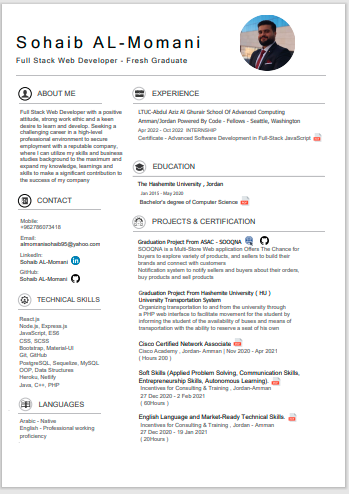 Sohaib AL-Momani
Full Stack Web Developer - Fresh Graduate
ABOUT ME
Full Stack Web Developer with a positive
attitude, strong work ethic and a keen
desire to learn and develop. Seeking a
challenging career in a high-level
professional environment to secure
employment with a reputable company,
where I can utilize my skills and business
studies background to the maximum and
expand my knowledge, learnings and
skills to make a significant contribution to
the success of my company
CONTACT
Mobile:
+962786073418
Email:
almomanisohaib95@yahoo.com
LinkedIn:
Sohaib AL-Momani
GitHub:
Sohaib AL-Momani
TECHNICAL SKILLS
React.js
Node.js, Express.js
JavaScript, ES6
CSS, SCSS
Bootstrap, Material-UI
Git, GitHub
PostgreSQL, Sequelize, MySQL
OOP, Data Structures
Heroku, Netlify
Java, C++, PHP
LANGUAGES
Arabic - Native
English - Professional working
proficiency
EXPERIENCE
LTUC-Abdul Aziz Al Ghurair School Of Advanced Computing
Amman/Jordan Powered By Code - Fellows - Seattle, Washington
Apr 2022 - Oct 2022 INTERNSHIP
Certificate - Advanced Software Development in Full-Stack JavaScript
EDUCATION
The Hashemite University , Jordan
Jan 2015 - May 2020
Bachelor's degree of Computer Science
PROJECTS & CERTIFICATION
Graduation Project From ASAC - SOOQNA
SOOQNA is a Multi-Store Web application Offers The Chance for
buyers to explore variety of products, and sellers to build their
brands and connect with customers
Notification system to notify sellers and buyers about their orders,
buy products and sell products
Graduation Project From Hashemite University ( HU )
University Transportation System
Organizing transportation to and from the university through
a PHP web interface to facilitate movement for the student by
informing the student of the availability of buses and means of
transportation with the ability to reserve a seat of his own
Cisco Certified Network Associate
Cisco Academy , Jordan- Amman | Nov 2020 - Apr 2021
( Hours 200 )
Soft Skills (Applied Problem Solving, Communication Skills,
Entrepreneurship Skills, Autonomous Learning).
Incentives for Consulting & Training , Jordan-Amman
27 Dec 2020 - 2 Feb 2021
( 60Hours )
English Language and Market-Ready Technical Skills.
Incentives for Consulting & Training , Jordan - Amman
27 Dec 2020 - 19 Jan 2021
( 20Hours )